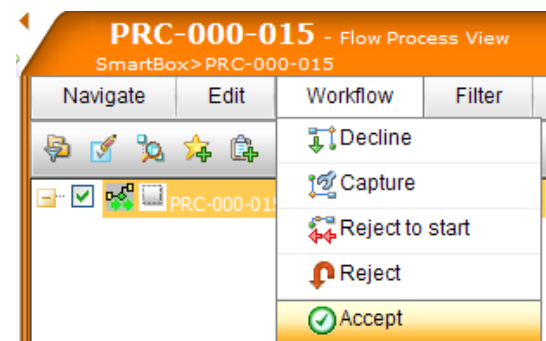 PRC-000-015 - Flow Process View
SmartBox>PRC-000-015
Navigate Edit Workflow Filter
Decline
Capture
PRC-000-01
Reject to start
Reject
Accept